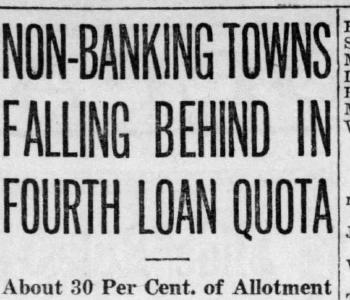 NON-BANKING TOWNS
FALLING BEHIND IN
FOURTH LOAN QUOTA
About 30 Per Cent. of Allotment